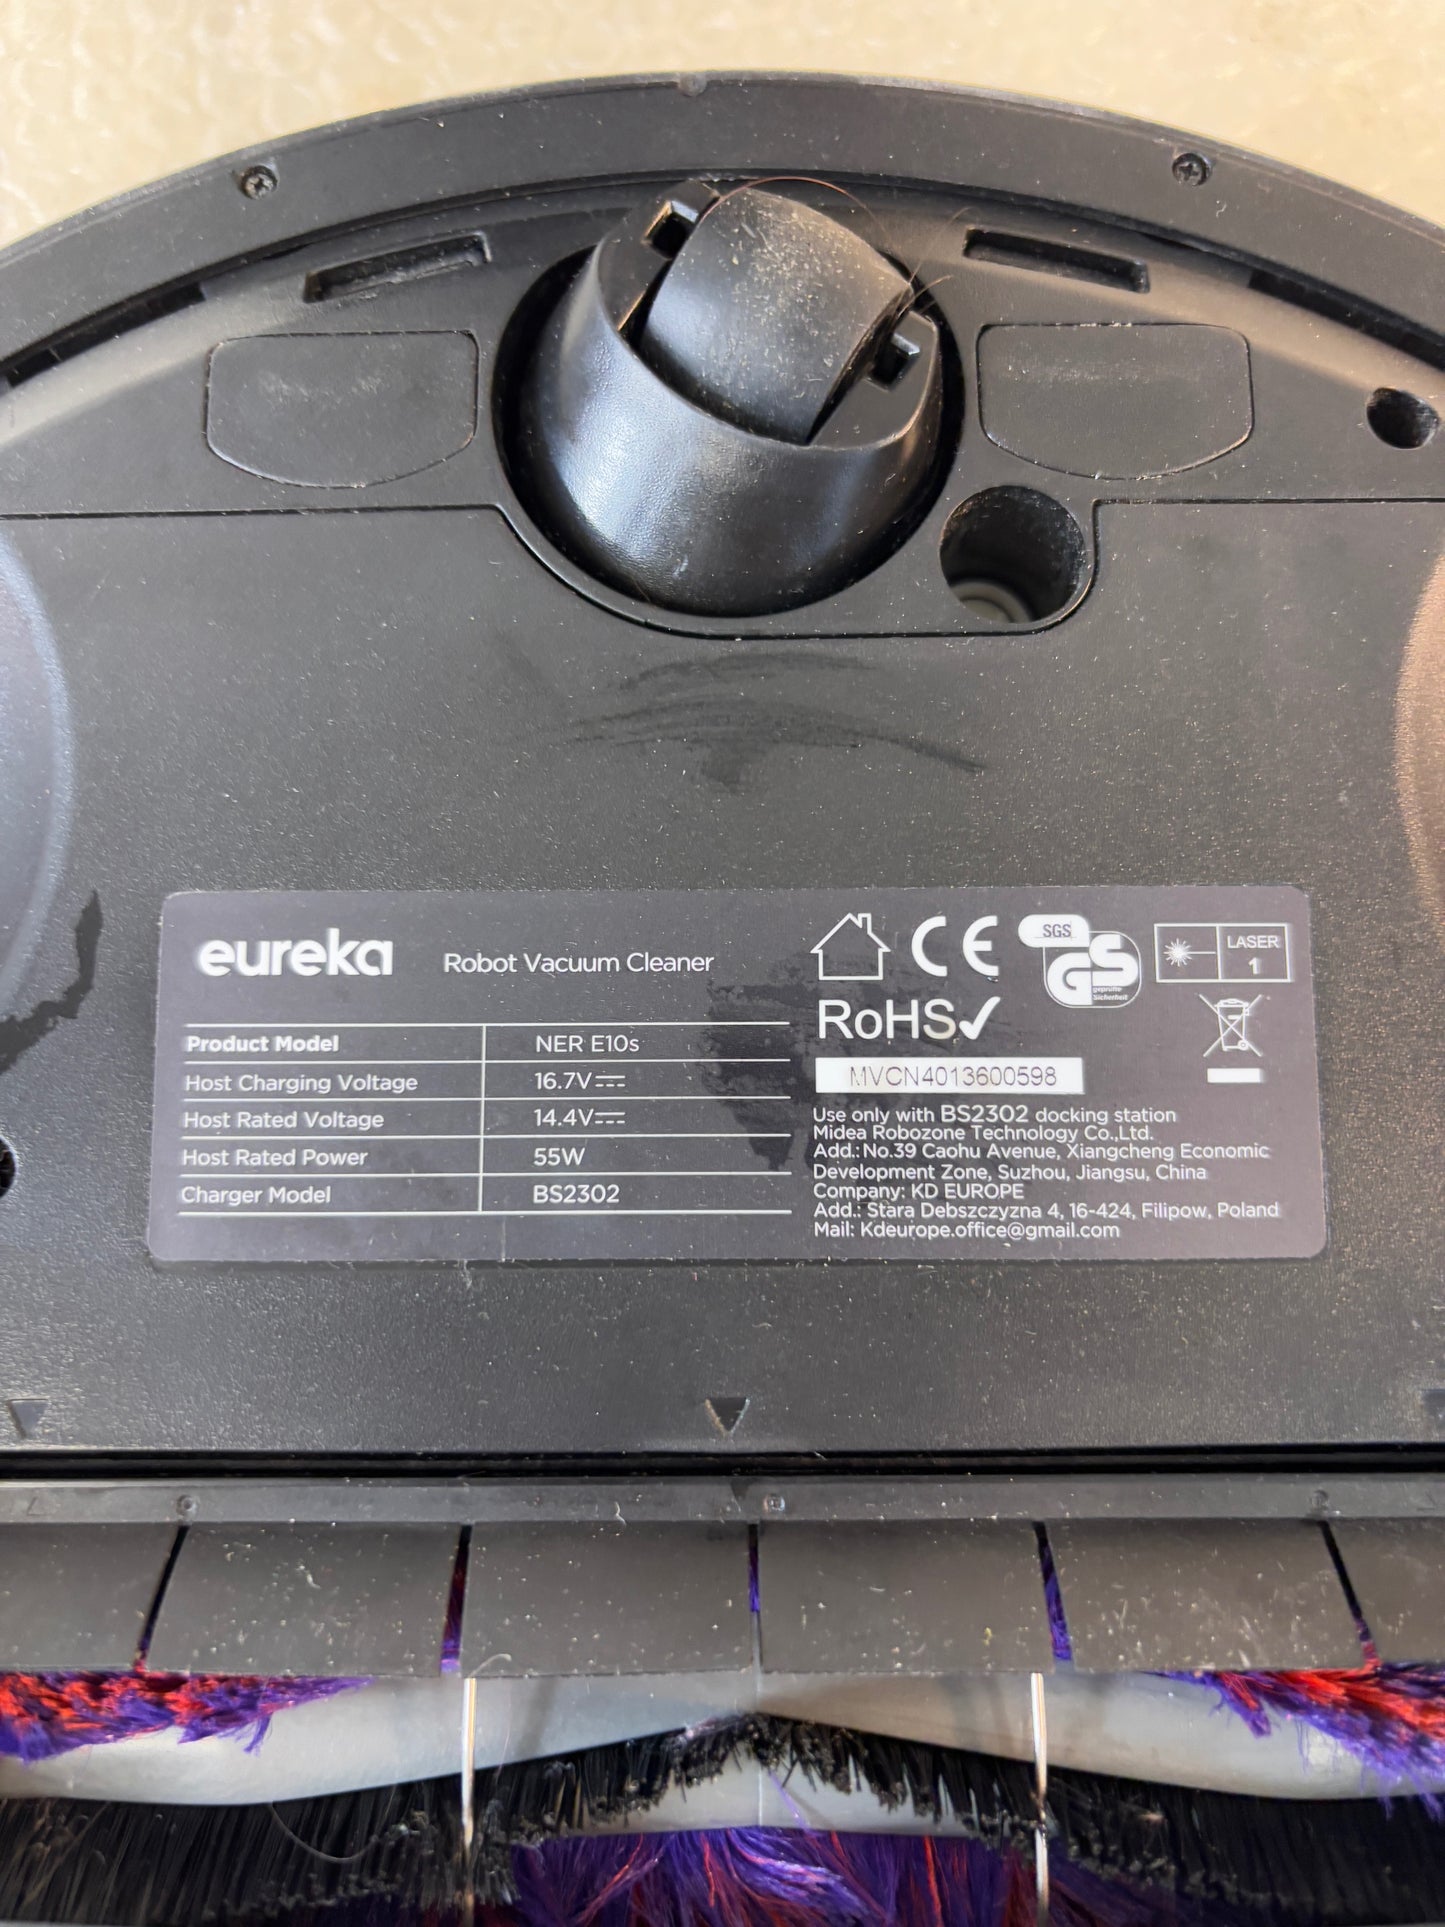 eureka Robot Vacuum Cleaner
Product Model NER E10s
Host Charging Voltage 16.7V
Host Rated Voltage 14.4V
Host Rated Power 55W
Charger Model BS2302
CE
SGS
GS
geprüfte
Sicherheit
LASER
1
RoHS✓
MVCN4013600598
Use only with BS2302 docking station
Midea Robozone Technology Co.,Ltd.
Add.: No.39 Caohu Avenue, Xiangcheng Economic
Development Zone, Suzhou, Jiangsu, China
Company: KD EUROPE
Add.: Stara Debszczyzna 4, 16-424, Filipow, Poland
Mail: Kdeurope.office@gmail.com